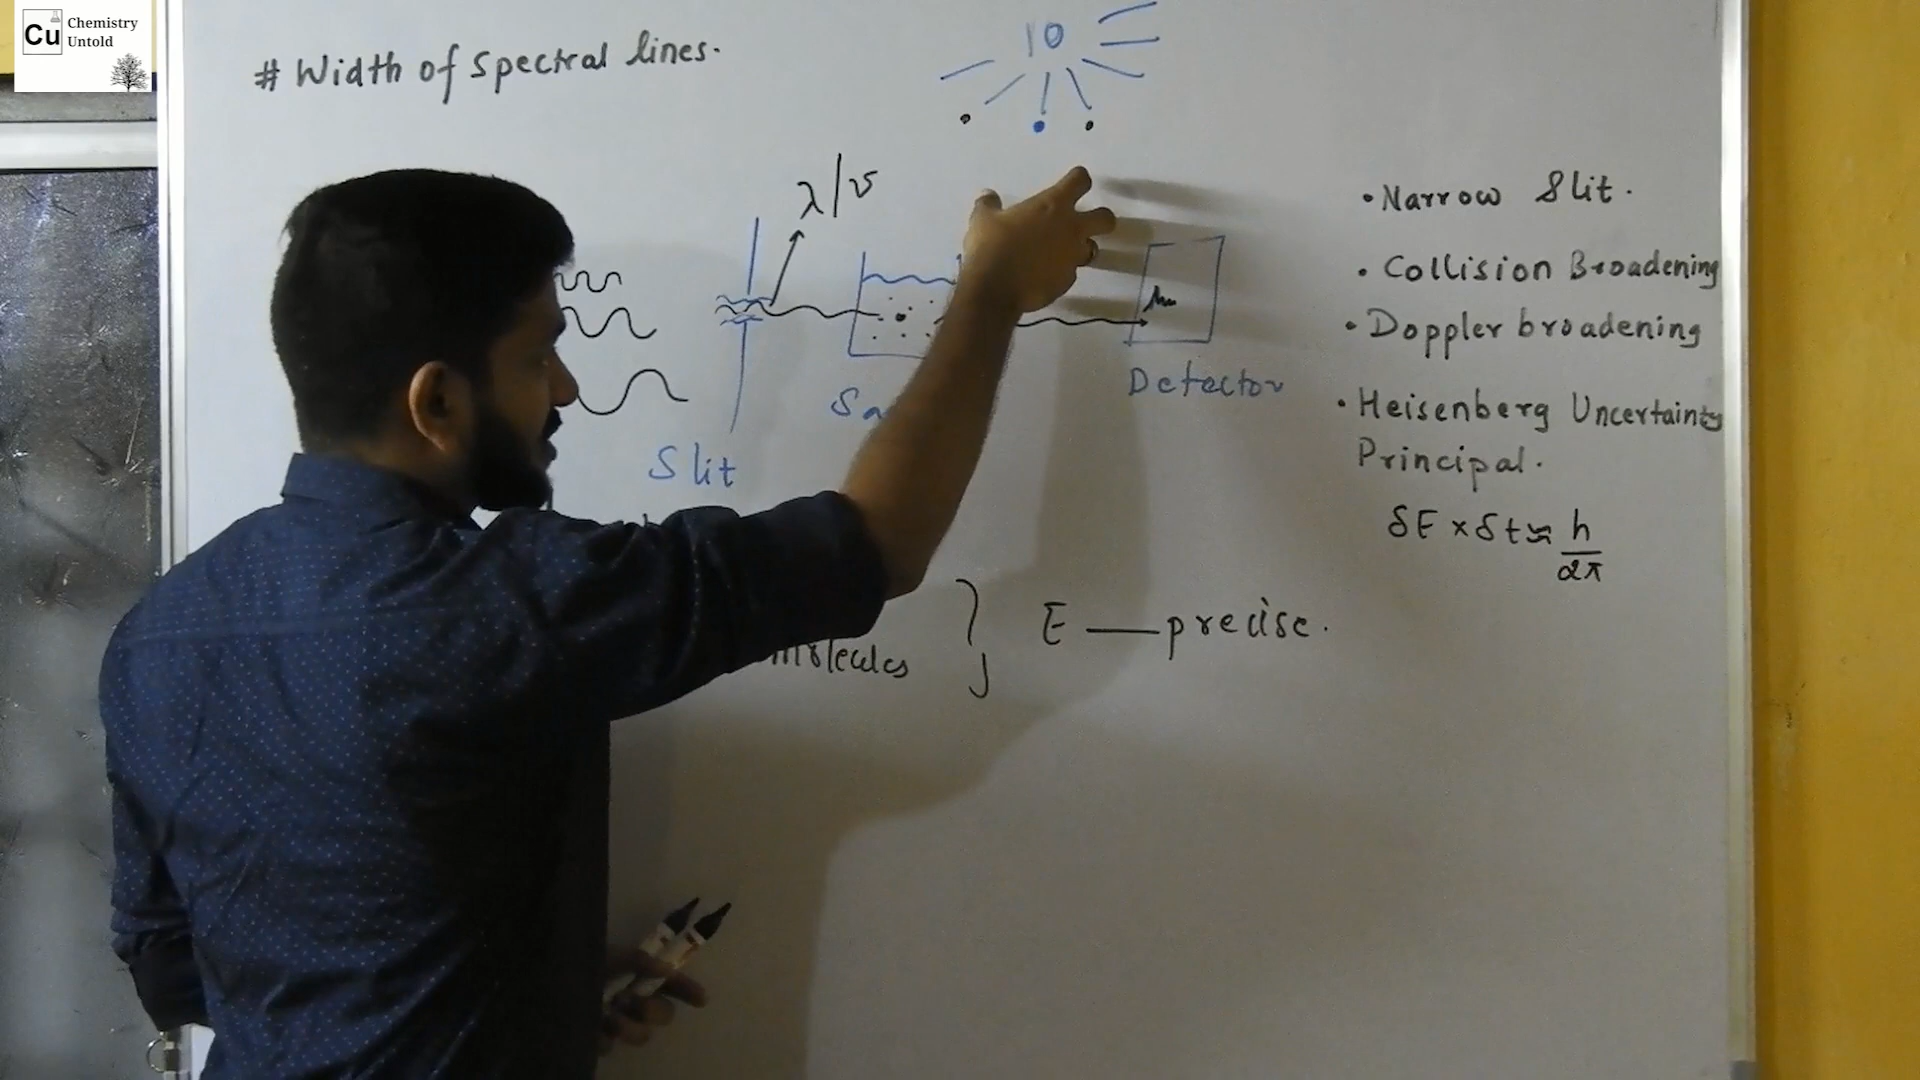 Cu
Chemistry
Untold
# Width of Spectral lines.
10
λ/ν
Slit
Detector
molecules
E — precise.
• Narrow Slit.
• Collision Broadening
• Doppler broadening
• Heisenberg Uncertainty
Principal.
δE × δt ≈ h/2π